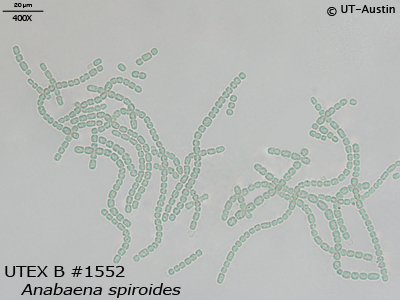 20 µm
400X
© UT-Austin
UTEX B #1552
Anabaena spiroides